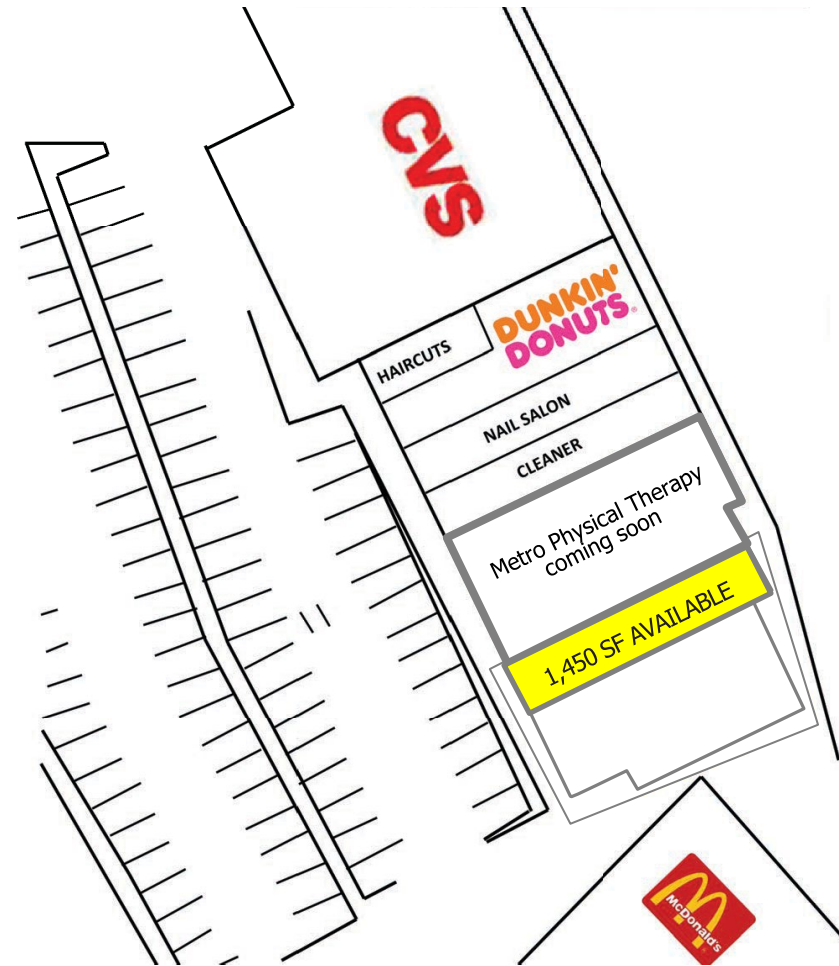 CVS
DUNKIN'
DONUTS
HAIRCUTS
NAIL SALON
CLEANER
Metro Physical Therapy
coming soon
1,450 SF AVAILABLE
McDonald's